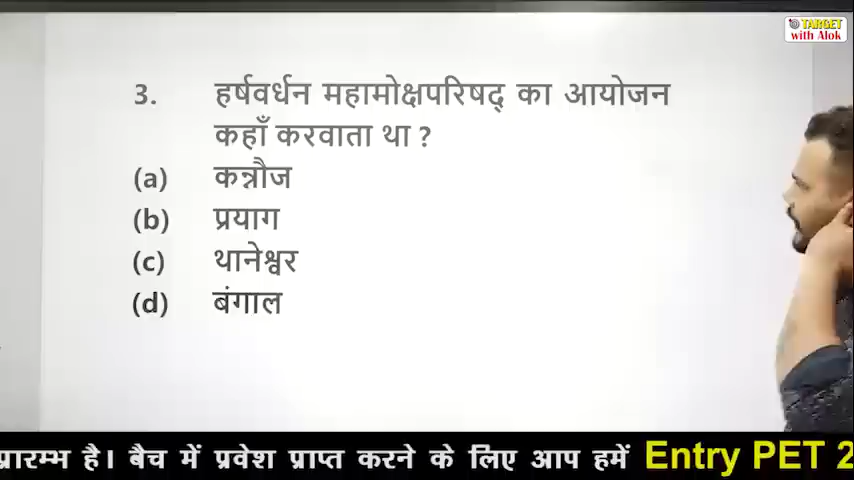 TARGET
with Alok
3. हर्षवर्धन महामोक्षपरिषद् का आयोजन
कहाँ करवाता था ?
(a) कन्नौज
(b) प्रयाग
(c) थानेश्वर
(d) बंगाल
प्रारम्भ है। बैच में प्रवेश प्राप्त करने के लिए आप हमें Entry PET 2